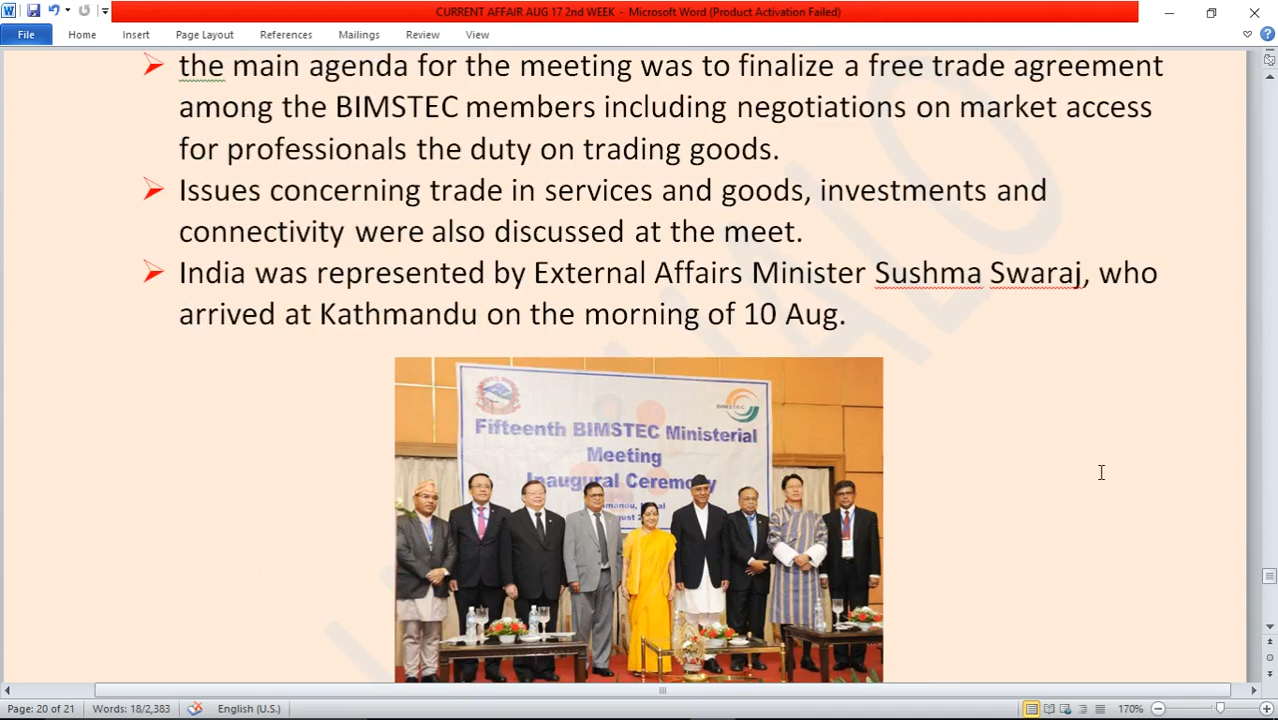 CURRENT AFFAIR AUG 17 2nd WEEK - Microsoft Word (Product Activation Failed)
File Home Insert Page Layout References Mailings Review View
the main agenda for the meeting was to finalize a free trade agreement
among the BIMSTEC members including negotiations on market access
for professionals the duty on trading goods.
Issues concerning trade in services and goods, investments and
connectivity were also discussed at the meet.
India was represented by External Affairs Minister Sushma Swaraj, who
arrived at Kathmandu on the morning of 10 Aug.
BIMSTEC
Fifteenth BIMSTEC Ministerial
Meeting
Inaugural Ceremony
Page: 20 of 21 Words: 18/2,383 English (U.S.) 170%